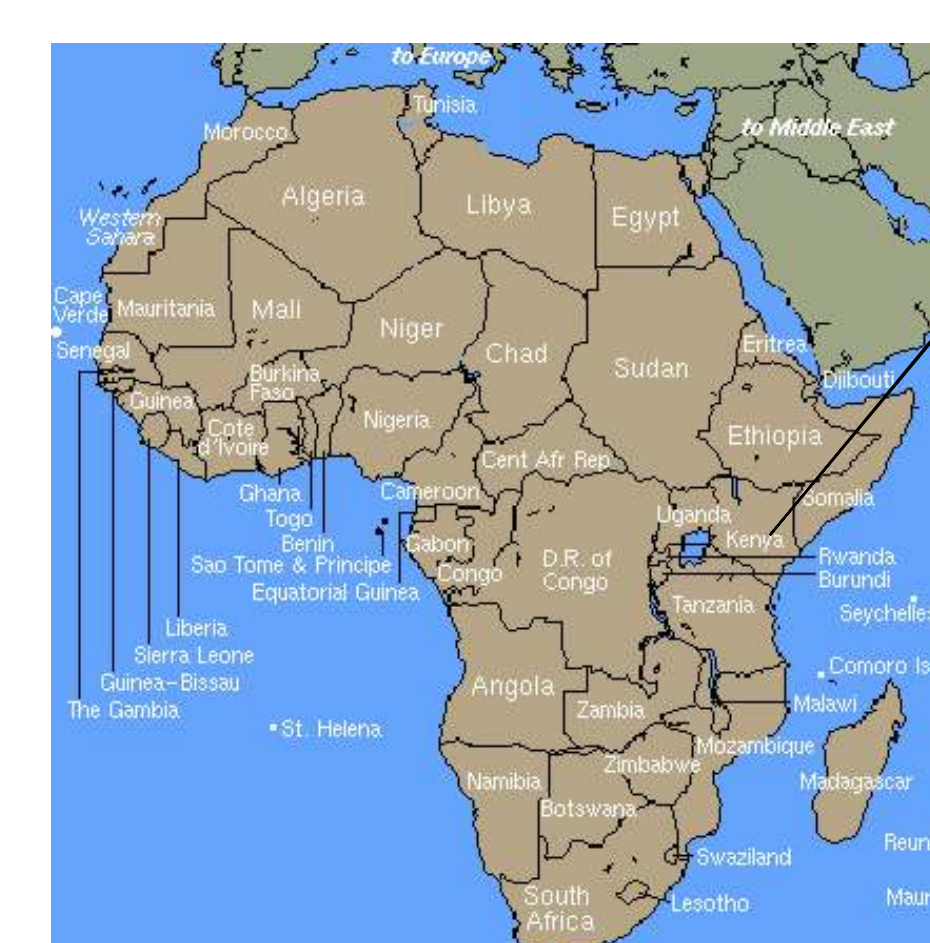 to Europe
Tunisia
Morocco
to Middle East
Algeria
Libya
Egypt
Western
Sahara
Cape
Verde
Mauritania
Mali
Niger
Chad
Sudan
Eritrea
Senegal
Burkina
Faso
Djibouti
Guinea
Nigeria
Cote
d'Ivoire
Ethiopia
Cent Afr Rep
Ghana
Cameroon
Somalia
Togo
Uganda
Benin
Gabon
Kenya
Sao Tome & Principe
Congo
D.R. of
Congo
Rwanda
Equatorial Guinea
Burundi
Tanzania
Seychelles
Liberia
Sierra Leone
Comoro Is
Guinea-Bissau
Angola
The Gambia
Zambia
Malawi
St. Helena
Mozambique
Zimbabwe
Namibia
Madagascar
Botswana
Reun
Swaziland
South
Africa
Lesotho
Maur